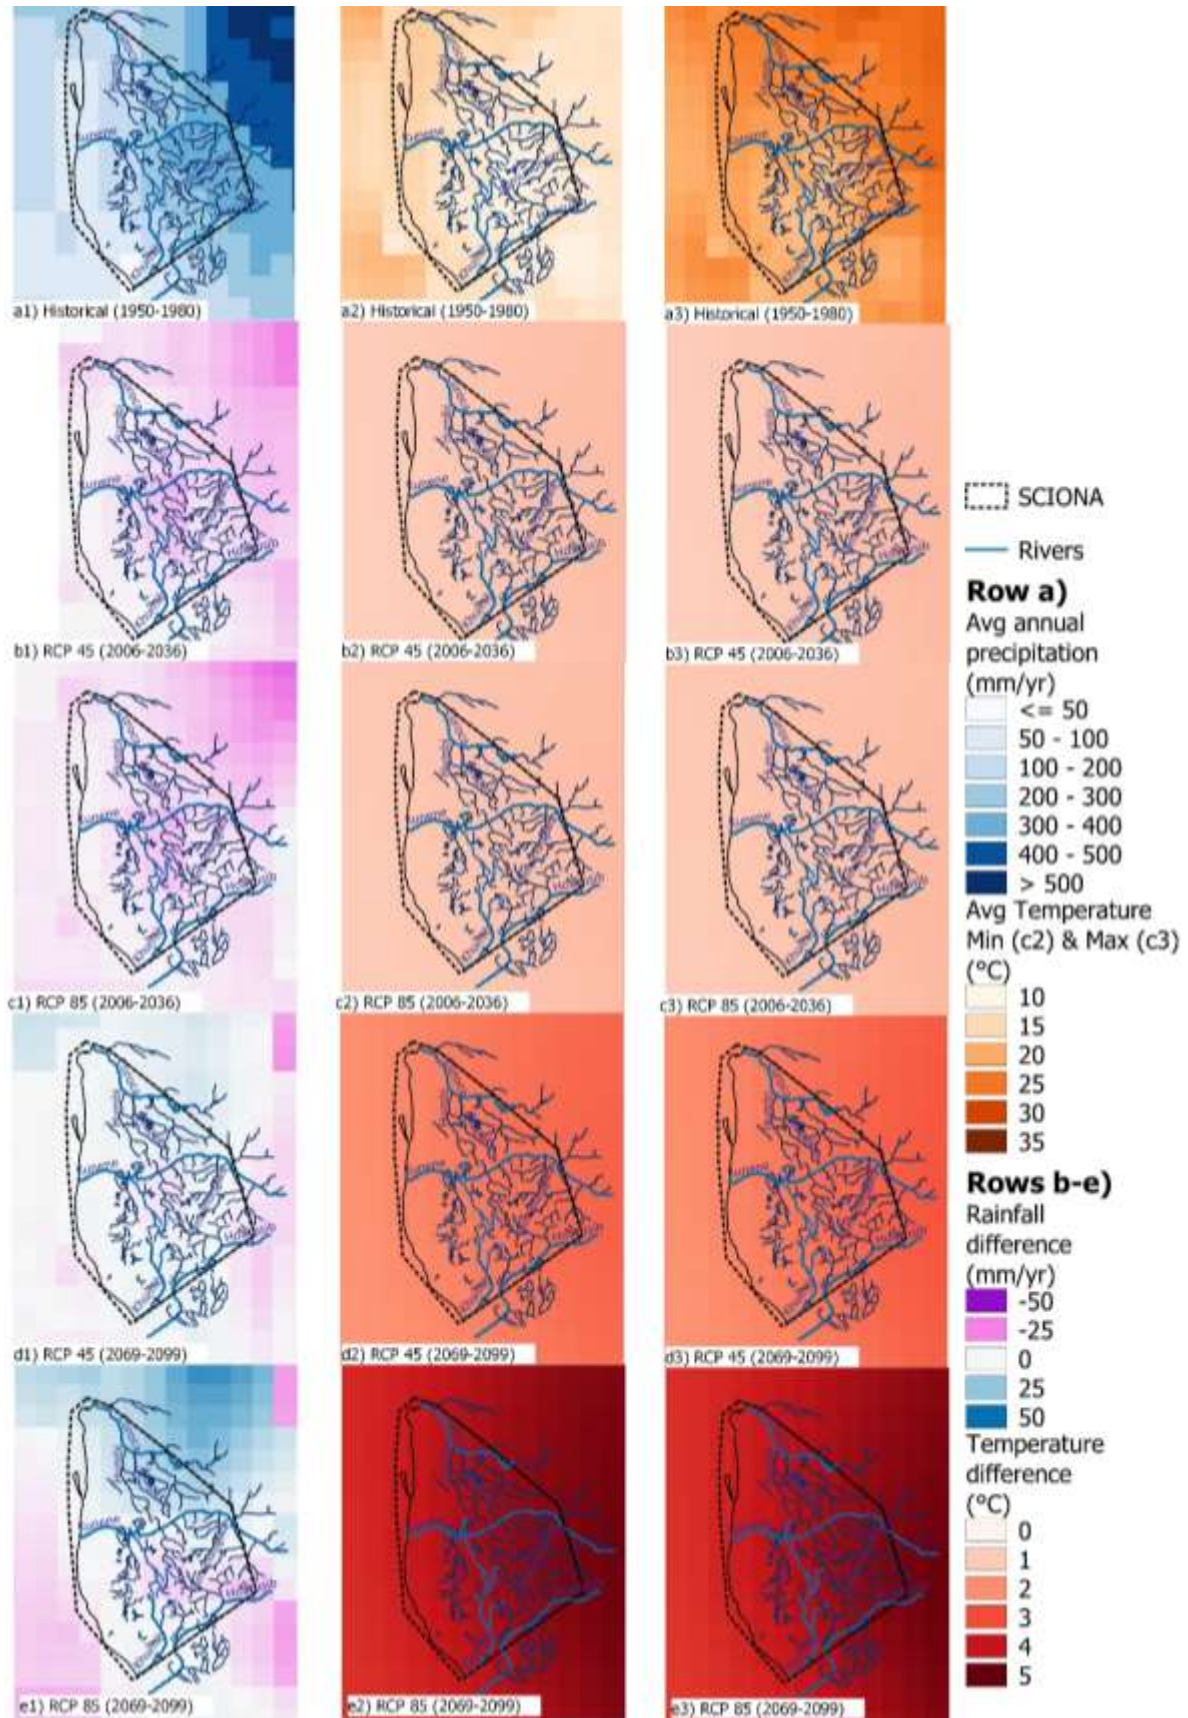 a1) Historical (1950-1980)
a2) Historical (1950-1980)
a3) Historical (1950-1980)
b1) RCP 45 (2006-2036)
b2) RCP 45 (2006-2036)
b3) RCP 45 (2006-2036)
c1) RCP 85 (2006-2036)
c2) RCP 85 (2006-2036)
c3) RCP 85 (2006-2036)
d1) RCP 45 (2069-2099)
d2) RCP 45 (2069-2099)
d3) RCP 45 (2069-2099)
e1) RCP 85 (2069-2099)
e2) RCP 85 (2069-2099)
e3) RCP 85 (2069-2099)
Kunene
Kunene
Kunene
Kunene
Kunene
SCIONA
Rivers
Row a)
Avg annual
precipitation
(mm/yr)
<= 50
50 - 100
100 - 200
200 - 300
300 - 400
400 - 500
> 500
Avg Temperature
Min (c2) & Max (c3)
(°C)
10
15
20
25
30
35
Rows b-e)
Rainfall
difference
(mm/yr)
-50
-25
0
25
50
Temperature
difference
(°C)
0
1
2
3
4
5